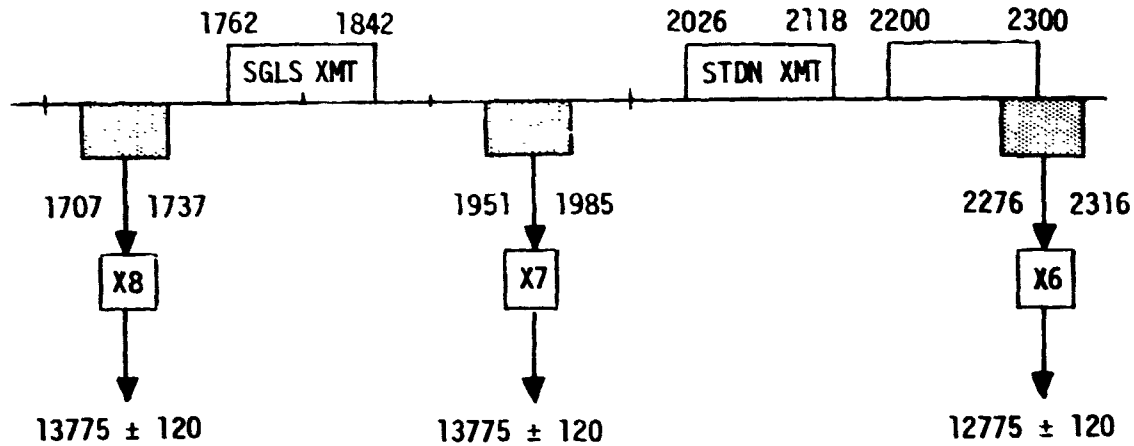 1762 1842 2026 2118 2200 2300
SGLS XMT STDN XMT
1707 1737 1951 1985 2276 2316
X8 X7 X6
13775 ± 120 13775 ± 120 12775 ± 120